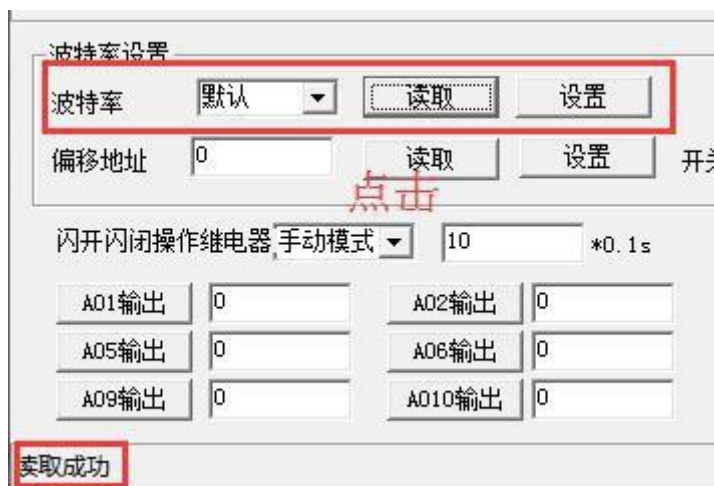 波特率设置
波特率 默认 读取 设置
偏移地址 0 读取 设置 开关
点击
闪开闪闭操作继电器 手动模式 10 *0.1s
A01输出 0 A02输出 0
A05输出 0 A06输出 0
A09输出 0 A010输出 0
读取成功